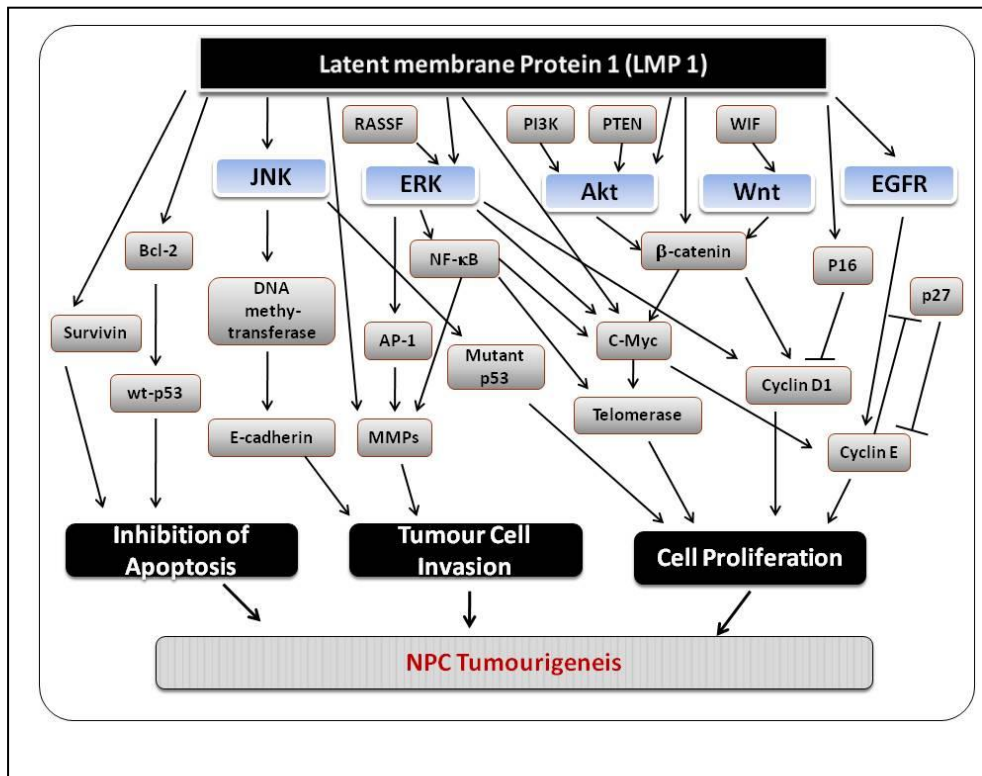 Latent membrane Protein 1 (LMP 1)
RASSF
PI3K
PTEN
WIF
JNK
ERK
Akt
Wnt
EGFR
Bcl-2
NF-κB
β-catenin
P16
DNA
methy-
transferase
p27
Survivin
AP-1
Mutant
p53
C-Myc
wt-p53
Cyclin D1
Telomerase
E-cadherin
MMPs
Cyclin E
Inhibition of
Apoptosis
Tumour Cell
Invasion
Cell Proliferation
NPC Tumourigeneis